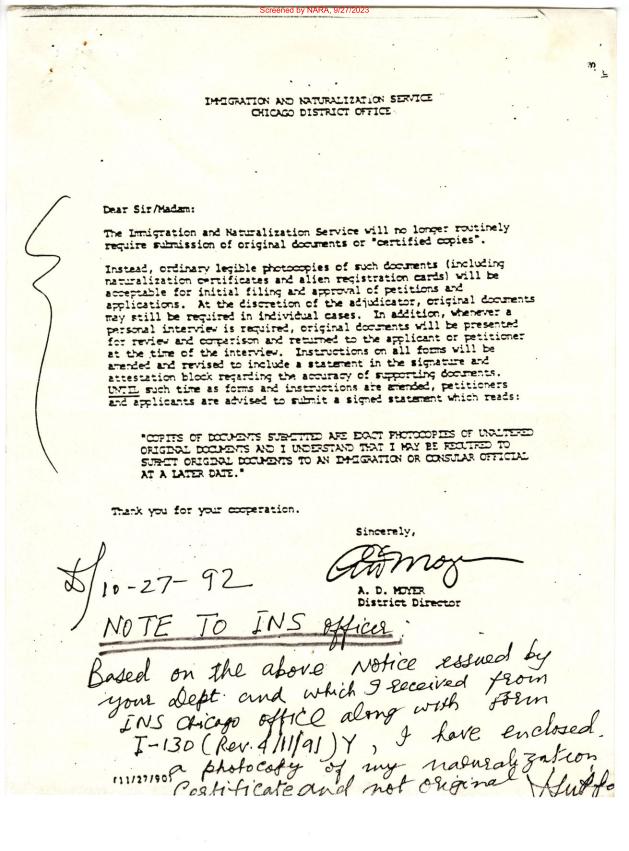 Screened by NARA, 9/27/2023
IMMIGRATION AND NATURALIZATION SERVICE
CHICAGO DISTRICT OFFICE
Dear Sir/Madam:
The Immigration and Naturalization Service will no longer routinely
require submission of original documents or "certified copies".
Instead, ordinary legible photocopies of such documents (including
naturalization certificates and alien registration cards) will be
acceptable for initial filing and approval of petitions and
applications. At the discretion of the adjudicator, original documents
may still be required in individual cases. In addition, whenever a
personal interview is required, original documents will be presented
for review and comparison and returned to the applicant or petitioner
at the time of the interview. Instructions on all forms will be
amended and revised to include a statement in the signature and
attestation block regarding the accuracy of supporting documents.
UNTIL such time as forms and instructions are amended, petitioners
and applicants are advised to submit a signed statement which reads:
"COPIES OF DOCUMENTS SUBMITTED ARE EXACT PHOTOCOPIES OF UNALTERED
ORIGINAL DOCUMENTS AND I UNDERSTAND THAT I MAY BE REQUIRED TO
SUBMIT ORIGINAL DOCUMENTS TO AN IMMIGRATION OR CONSULAR OFFICIAL
AT A LATER DATE."
Thank you for your cooperation.
Sincerely,
A. D. MOYER
District Director
10-27-92
NOTE TO INS officer.
Based on the above Notice issued by
your dept. and which I received from
INS Chicago office along with form
I-130 (Rev. 4/11/91) Y, I have enclosed
a photocopy of my naturalization
(11/27/90)
Certificate and not original